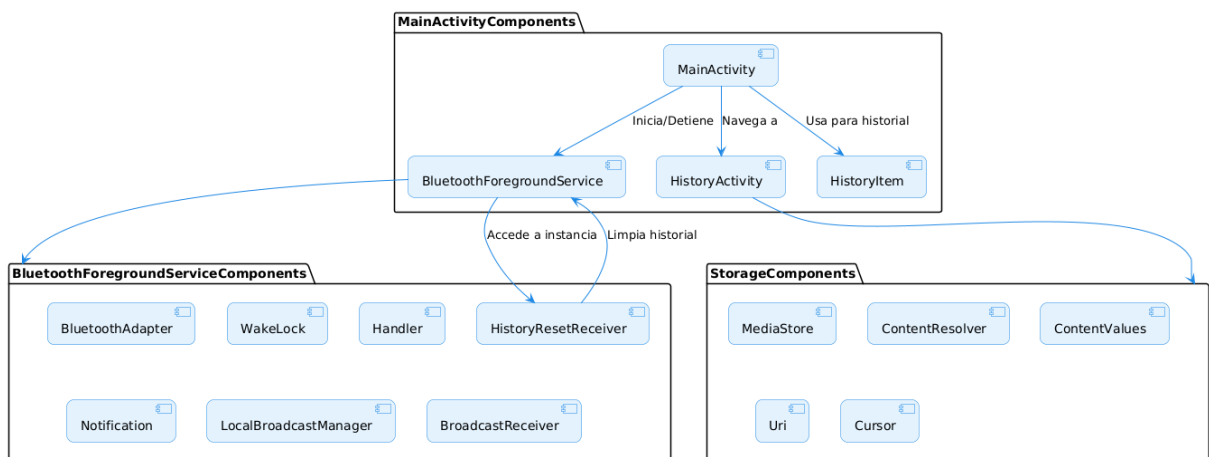 MainActivityComponents
MainActivity
Inicia/Detiene
Navega a
Usa para historial
BluetoothForegroundService
HistoryActivity
HistoryItem
Accede a instancia
Limpia historial
BluetoothForegroundServiceComponents
StorageComponents
BluetoothAdapter
WakeLock
Handler
HistoryResetReceiver
MediaStore
ContentResolver
ContentValues
Notification
LocalBroadcastManager
BroadcastReceiver
Uri
Cursor